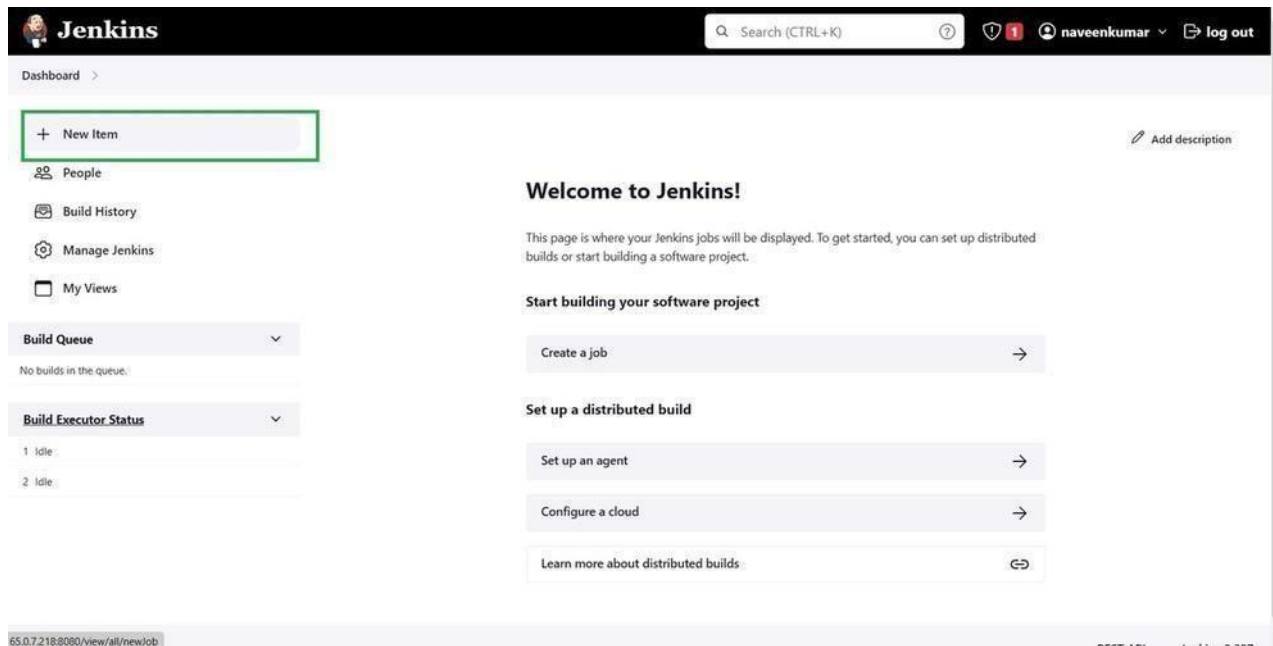 Jenkins
Search (CTRL+K)
1
naveenkumar
log out
Dashboard
New Item
People
Build History
Manage Jenkins
My Views
Build Queue
No builds in the queue.
Build Executor Status
1 Idle
2 Idle
Add description
Welcome to Jenkins!
This page is where your Jenkins jobs will be displayed. To get started, you can set up distributed
builds or start building a software project.
Start building your software project
Create a job
Set up a distributed build
Set up an agent
Configure a cloud
Learn more about distributed builds
65.0.7.218:8080/view/all/newJob